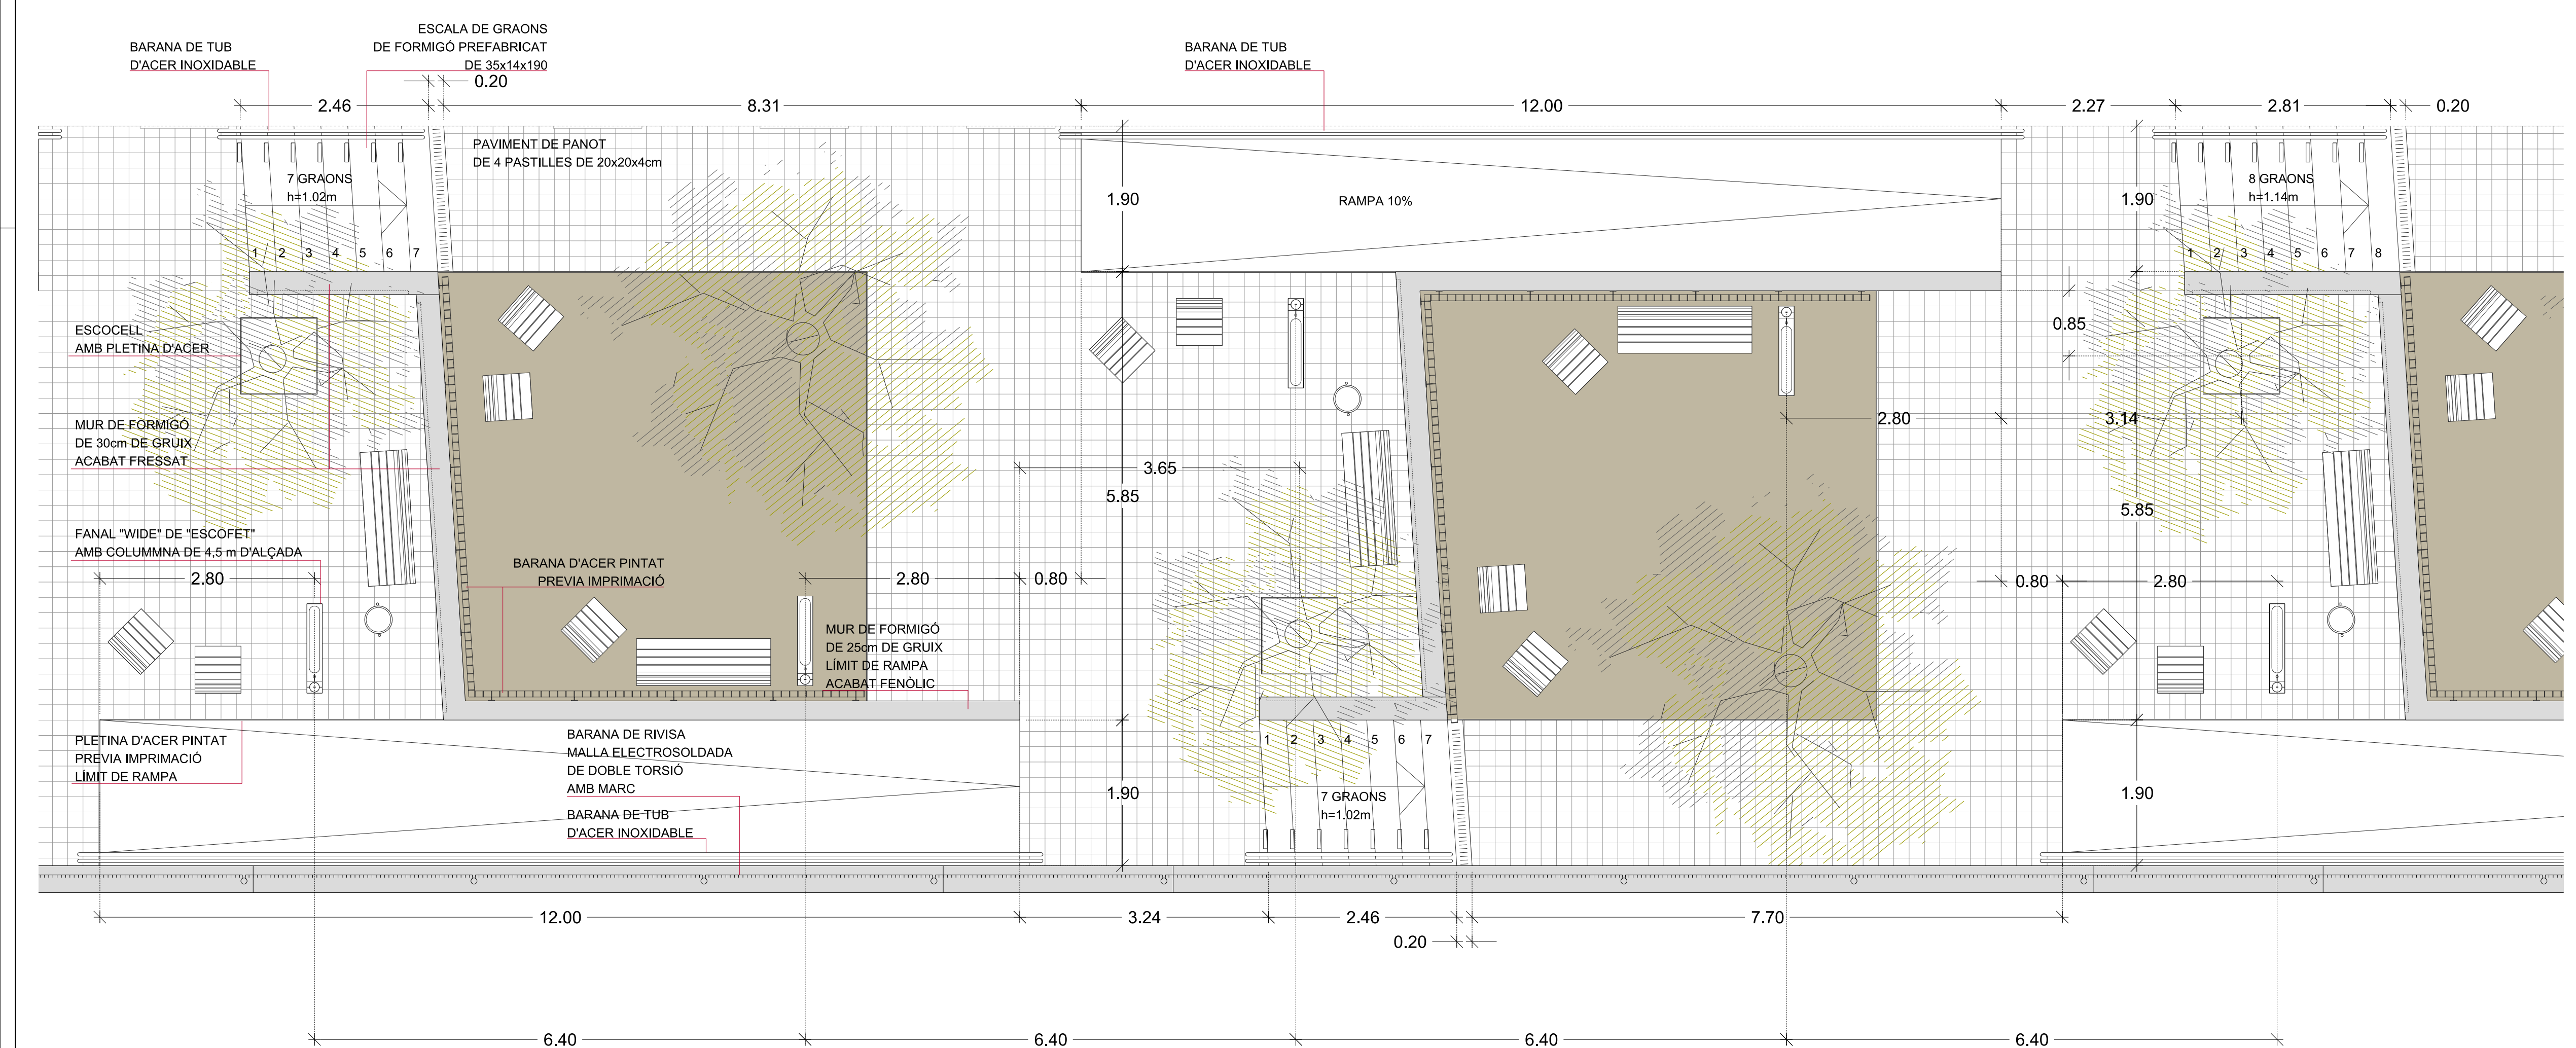 ESCALA DE GRAONS
DE FORMIGÓ PREFABRICAT
DE 35x14x190
BARANA DE TUB
D'ACER INOXIDABLE
BARANA DE TUB
D'ACER INOXIDABLE
0.20
2.46
8.31
12.00
2.27
2.81
0.20
PAVIMENT DE PANOT
DE 4 PASTILLES DE 20x20x4cm
7 GRAONS
h=1.02m
1 2 3 4 5 6 7
1.90
RAMPA 10%
1.90
8 GRAONS
h=1.14m
1 2 3 4 5 6 7 8
ESCOCELL
AMB PLETINA D'ACER
0.85
MUR DE FORMIGÓ
DE 30cm DE GRUIX
ACABAT FRESSAT
2.80
3.14
3.65
5.85
5.85
FANAL "WIDE" DE "ESCOFET"
AMB COLUMMNA DE 4,5 m D'ALÇADA
2.80
BARANA D'ACER PINTAT
PREVIA IMPRIMACIÓ
2.80
0.80
0.80
2.80
MUR DE FORMIGÓ
DE 25cm DE GRUIX
LÍMIT DE RAMPA
ACABAT FENÒLIC
PLETINA D'ACER PINTAT
PREVIA IMPRIMACIÓ
LÍMIT DE RAMPA
BARANA DE RIVISA
MALLA ELECTROSOLDADA
DE DOBLE TORSIÓ
AMB MARC
BARANA DE TUB
D'ACER INOXIDABLE
1 2 3 4 5 6 7
1.90
7 GRAONS
h=1.02m
1.90
12.00
3.24
2.46
7.70
0.20
6.40
6.40
6.40
6.40